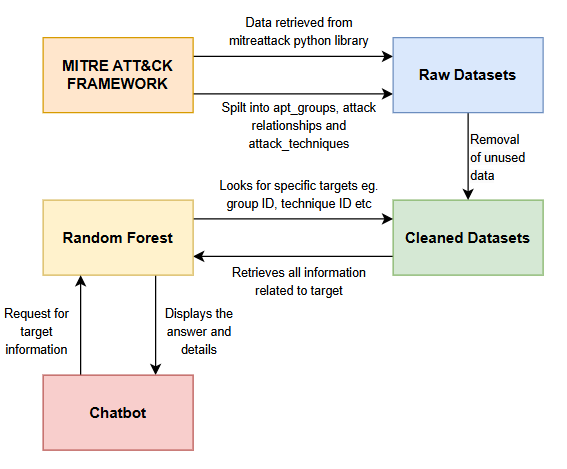 Data retrieved from
mitreattack python library
MITRE ATT&CK
FRAMEWORK
Raw Datasets
Spilt into apt_groups, attack
relationships and
attack_techniques
Removal
of unused
data
Looks for specific targets eg.
group ID, technique ID etc
Random Forest
Cleaned Datasets
Retrieves all information
related to target
Request for
target
information
Displays the
answer and
details
Chatbot